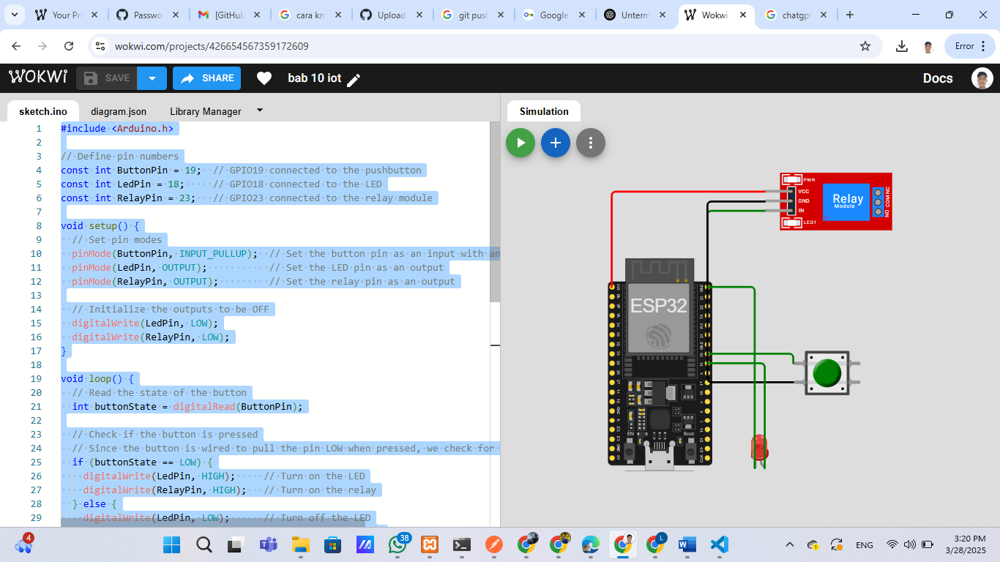 Your Pr
Passwo
[GitHub
cara km
Upload
git pus
Google
Unterm
Wokwi
chatgp
wokwi.com/projects/426654567359172609
Error
WOKWI
SAVE
SHARE
bab 10 iot
Docs
sketch.ino
diagram.json
Library Manager
1 #include <Arduino.h>
2
3 // Define pin numbers
4 const int ButtonPin = 19;  // GPIO19 connected to the pushbutton
5 const int LedPin = 18;     // GPIO18 connected to the LED
6 const int RelayPin = 23;   // GPIO23 connected to the relay module
7
8 void setup() {
9   // Set pin modes
10   pinMode(ButtonPin, INPUT_PULLUP);  // Set the button pin as an input with an
11   pinMode(LedPin, OUTPUT);           // Set the LED pin as an output
12   pinMode(RelayPin, OUTPUT);         // Set the relay pin as an output
13
14   // Initialize the outputs to be OFF
15   digitalWrite(LedPin, LOW);
16   digitalWrite(RelayPin, LOW);
17 }
18
19 void loop() {
20   // Read the state of the button
21   int buttonState = digitalRead(ButtonPin);
22
23   // Check if the button is pressed
24   // Since the button is wired to pull the pin LOW when pressed, we check for
25   if (buttonState == LOW) {
26     digitalWrite(LedPin, HIGH);     // Turn on the LED
27     digitalWrite(RelayPin, HIGH);   // Turn on the relay
28   } else {
29     digitalWrite(LedPin, LOW);      // Turn off the LED
Simulation
PWR
VCC
GND
IN
LED1
Relay
Module
NC
COM
NO
ESP32
EN
Boot
4
38
L
ENG
3:20 PM
3/28/2025